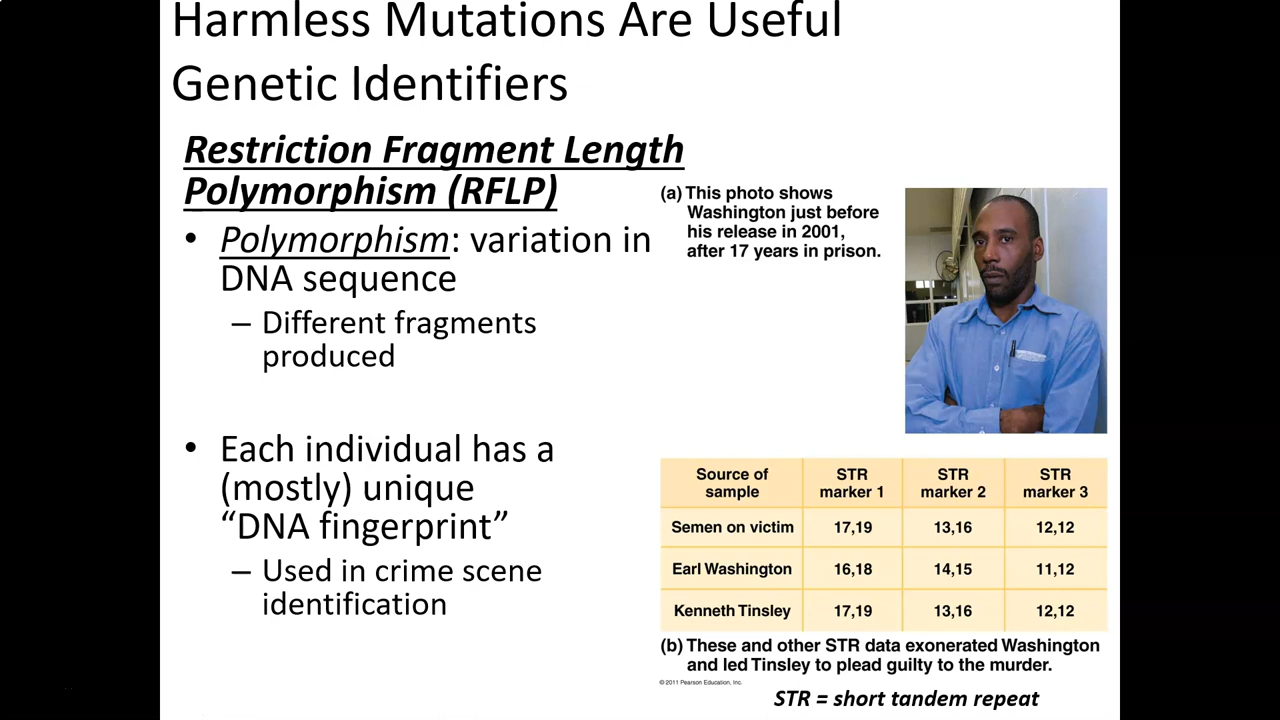 Harmless Mutations Are Useful
Genetic Identifiers
Restriction Fragment Length
Polymorphism (RFLP)
• Polymorphism: variation in
DNA sequence
– Different fragments
produced
• Each individual has a
(mostly) unique
“DNA fingerprint”
– Used in crime scene
identification
(a) This photo shows
Washington just before
his release in 2001,
after 17 years in prison.
Source of sample STR marker 1 STR marker 2 STR marker 3
Semen on victim 17,19 13,16 12,12
Earl Washington 16,18 14,15 11,12
Kenneth Tinsley 17,19 13,16 12,12
(b) These and other STR data exonerated Washington
and led Tinsley to plead guilty to the murder.
© 2011 Pearson Education, Inc.
STR = short tandem repeat